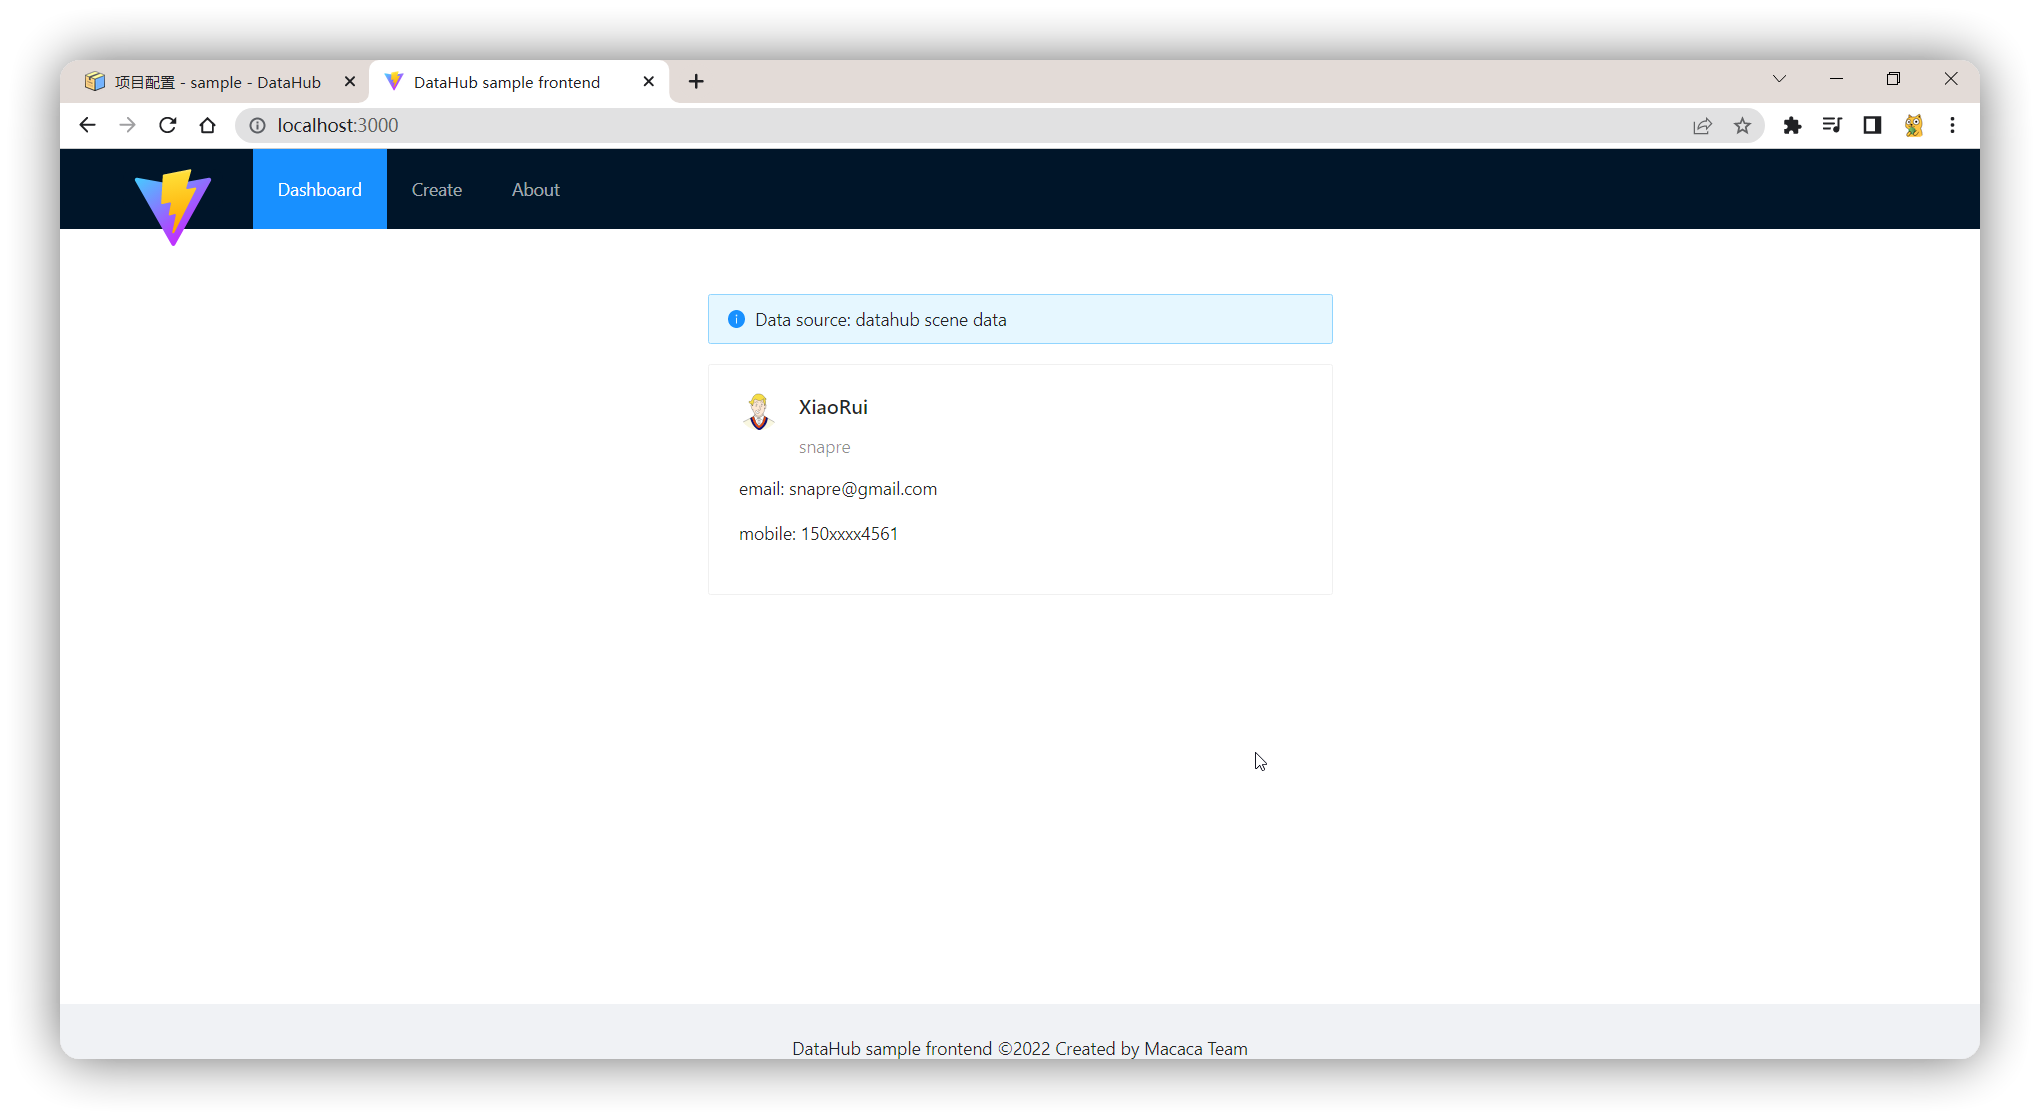 项目配置 - sample - DataHub
DataHub sample frontend
localhost:3000
Dashboard
Create
About
Data source: datahub scene data
XiaoRui
snapre
email: snapre@gmail.com
mobile: 150xxxx4561
DataHub sample frontend ©2022 Created by Macaca Team